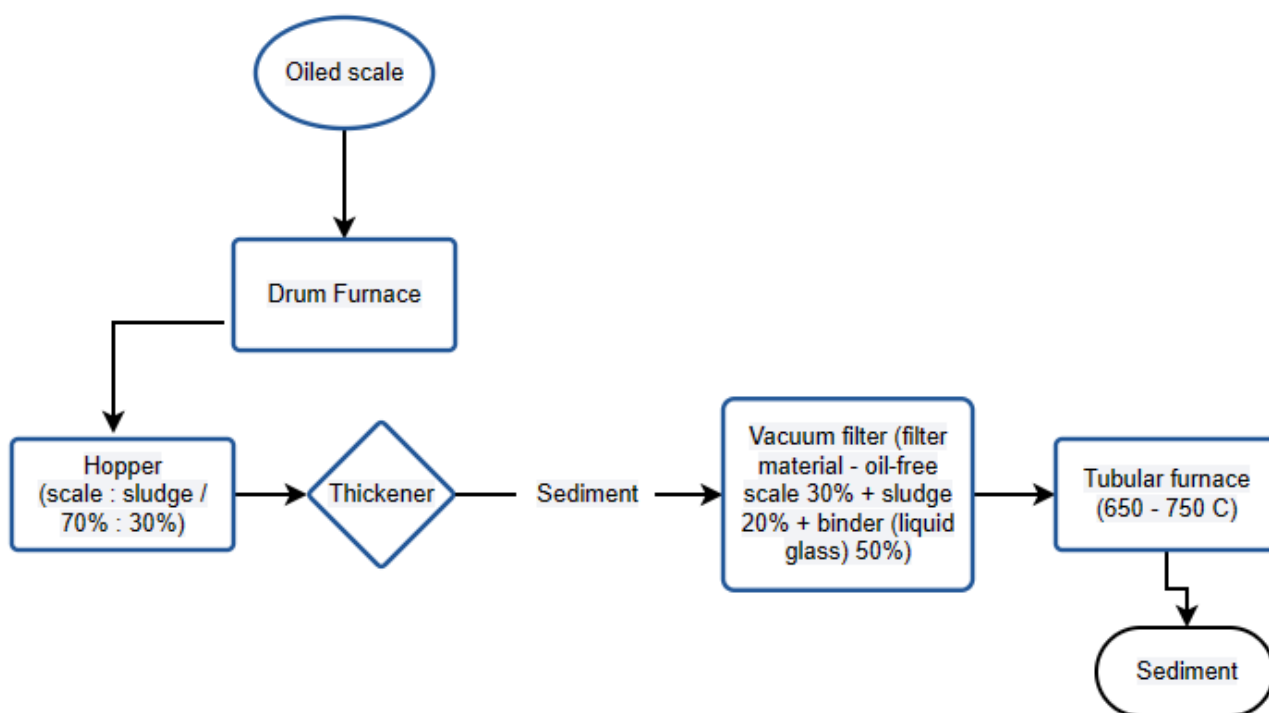 Oiled scale
Drum Furnace
Hopper
(scale : sludge /
70% : 30%)
Thickener
Sediment
Vacuum filter (filter
material - oil-free
scale 30% + sludge
20% + binder (liquid
glass) 50%)
Tubular furnace
(650 - 750 C)
Sediment